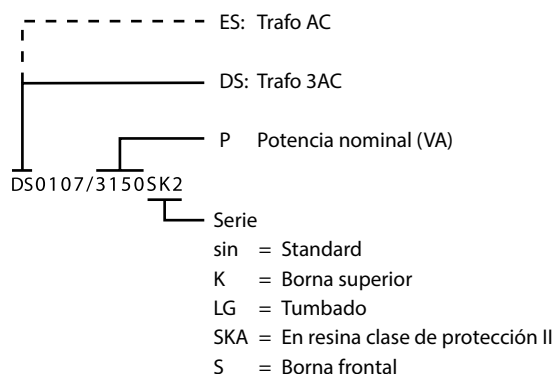 ES: Trafo AC
DS: Trafo 3AC
P Potencia nominal (VA)
DS0107/3150SK2
Serie
sin = Standard
K = Borna superior
LG = Tumbado
SKA = En resina clase de protección II
S = Borna frontal